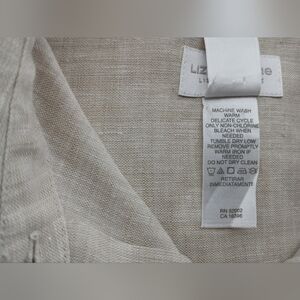 MACHINE WASH
WARM
DELICATE CYCLE
ONLY NON-CHLORINE
BLEACH WHEN
NEEDED
TUMBLE DRY LOW
REMOVE PROMPTLY
WARM IRON IF
NEEDED
DO NOT DRY CLEAN
RETIRAR
INMEDIATAMENTE